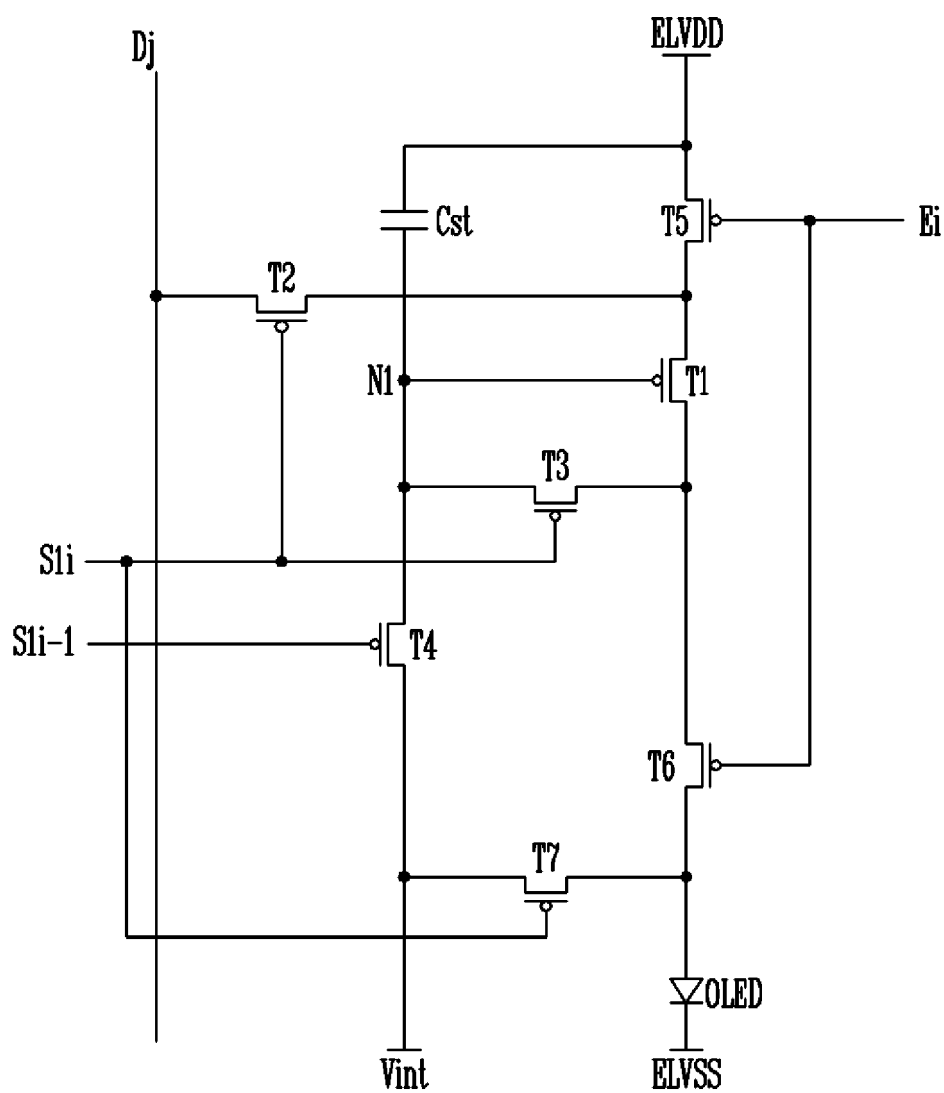 Dj
ELVDD
Cst
T5
Ei
T2
N1
T1
T3
S1i
S1i-1
T4
T6
T7
OLED
Vint
ELVSS